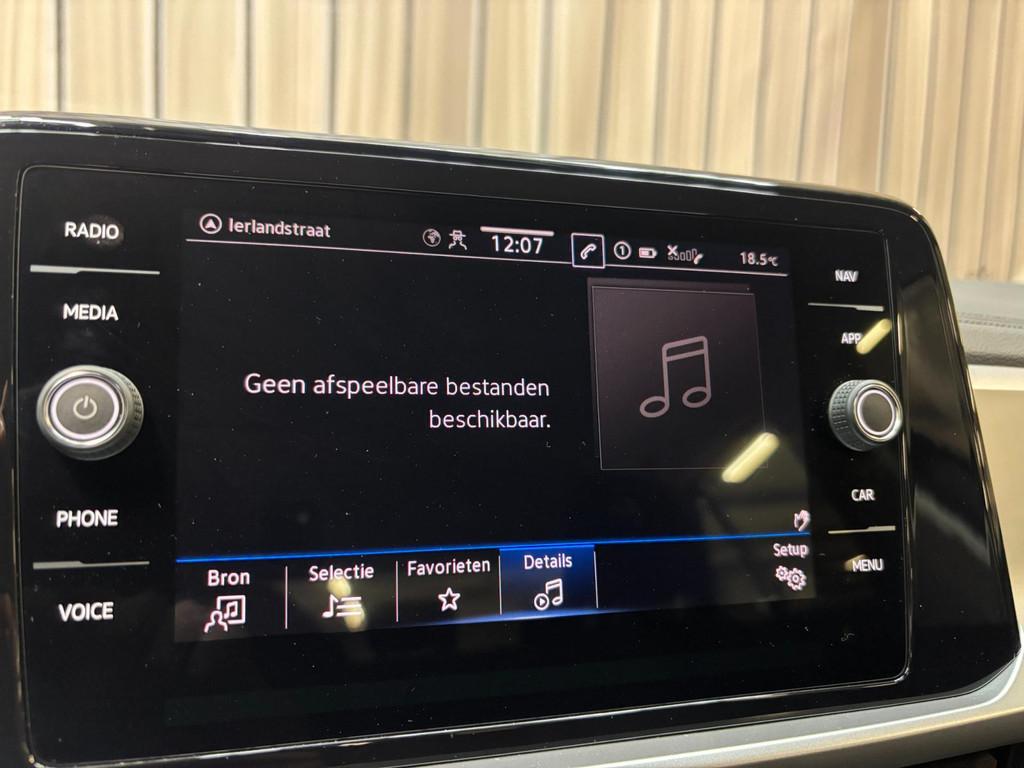 RADIO
MEDIA
PHONE
VOICE
Ierlandstraat
12:07
1
18.5°C
Geen afspeelbare bestanden
beschikbaar.
Bron
Selectie
Favorieten
Details
Setup
NAV
APP
CAR
MENU